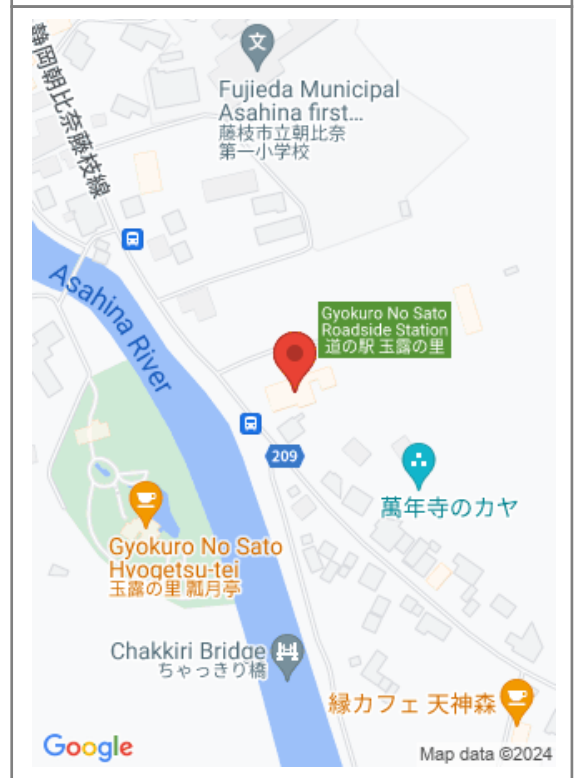 静岡朝比奈藤枝線
Fujieda Municipal
Asahina first...
藤枝市立朝比奈
第一小学校
Asahina River
Gyokuro No Sato
Roadside Station
道の駅 玉露の里
209
萬年寺のカヤ
Gyokuro No Sato
Hyogetsu-tei
玉露の里 瓢月亭
Chakkiri Bridge
ちゃっきり橋
縁カフェ 天神森
Google
Map data ©2024